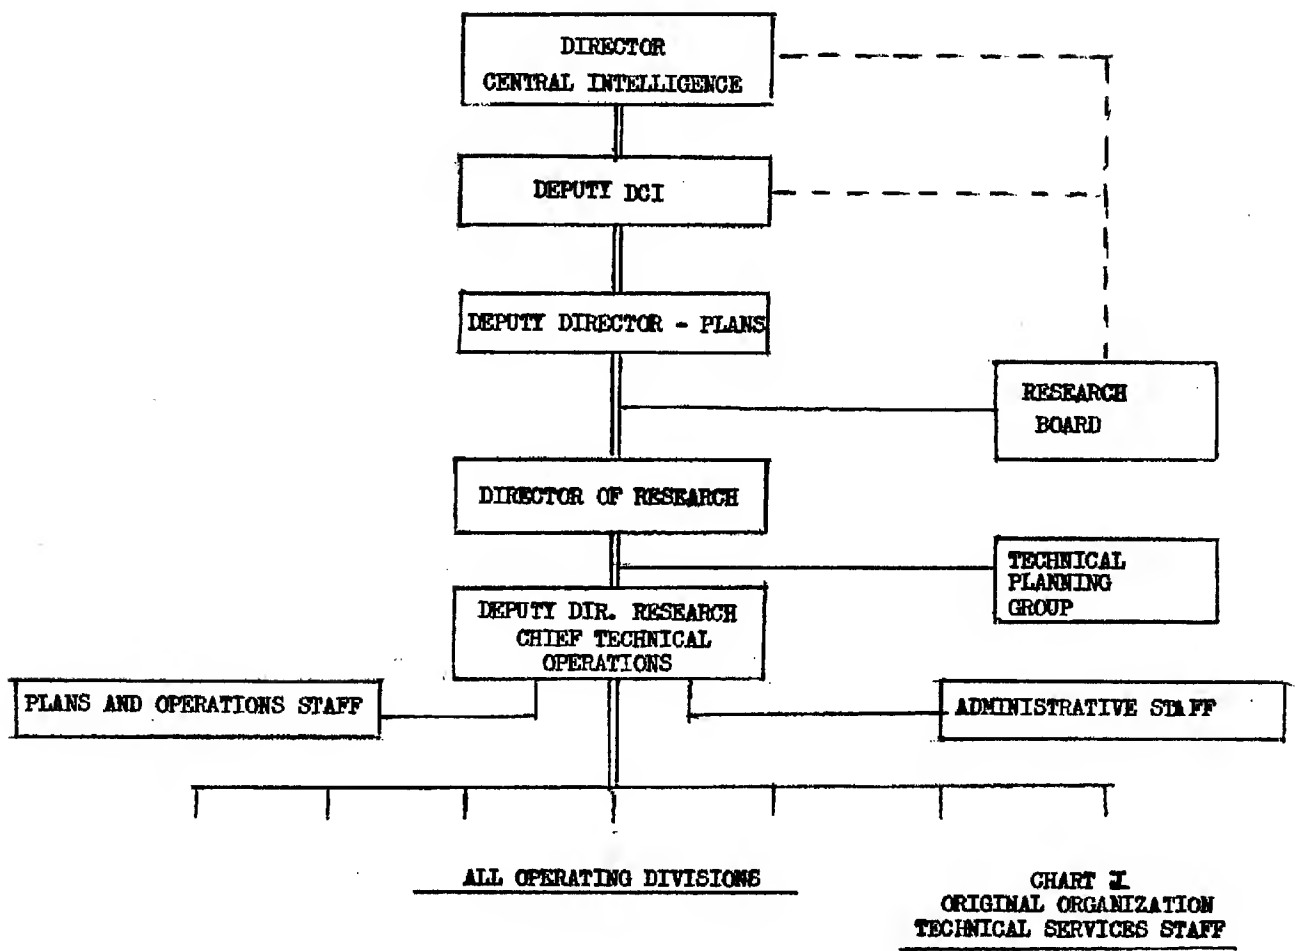 DIRECTOR
CENTRAL INTELLIGENCE
DEPUTY DCI
DEPUTY DIRECTOR - PLANS
RESEARCH
BOARD
DIRECTOR OF RESEARCH
TECHNICAL
PLANNING
GROUP
DEPUTY DIR. RESEARCH
CHIEF TECHNICAL
OPERATIONS
PLANS AND OPERATIONS STAFF
ADMINISTRATIVE STAFF
ALL OPERATING DIVISIONS
CHART I
ORIGINAL ORGANIZATION
TECHNICAL SERVICES STAFF